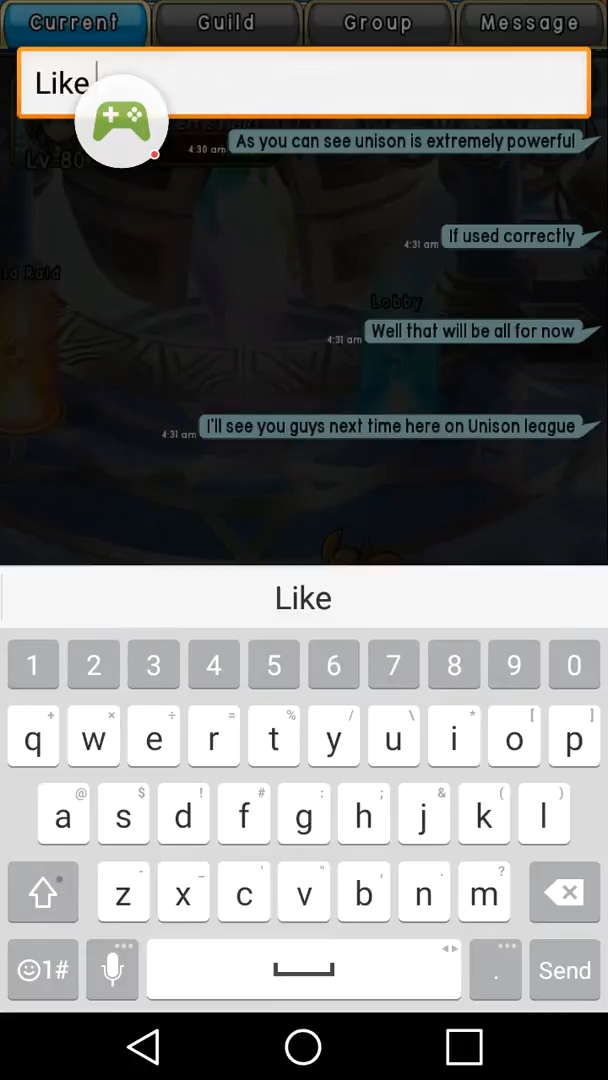 Current Guild Group Message
Like
4:30 am As you can see unison is extremely powerful
Lv 80
4:31 am If used correctly
ld Raid
Lobby
4:31 am Well that will be all for now
4:31 am I'll see you guys next time here on Unison league
Like
1 2 3 4 5 6 7 8 9 0
+ × ÷ = % / \ * [ ]
q w e r t y u i o p
@ $ ! # : ; & ( )
a s d f g h j k l
- _ ' " , . ?
z x c v b n m
1# . Send